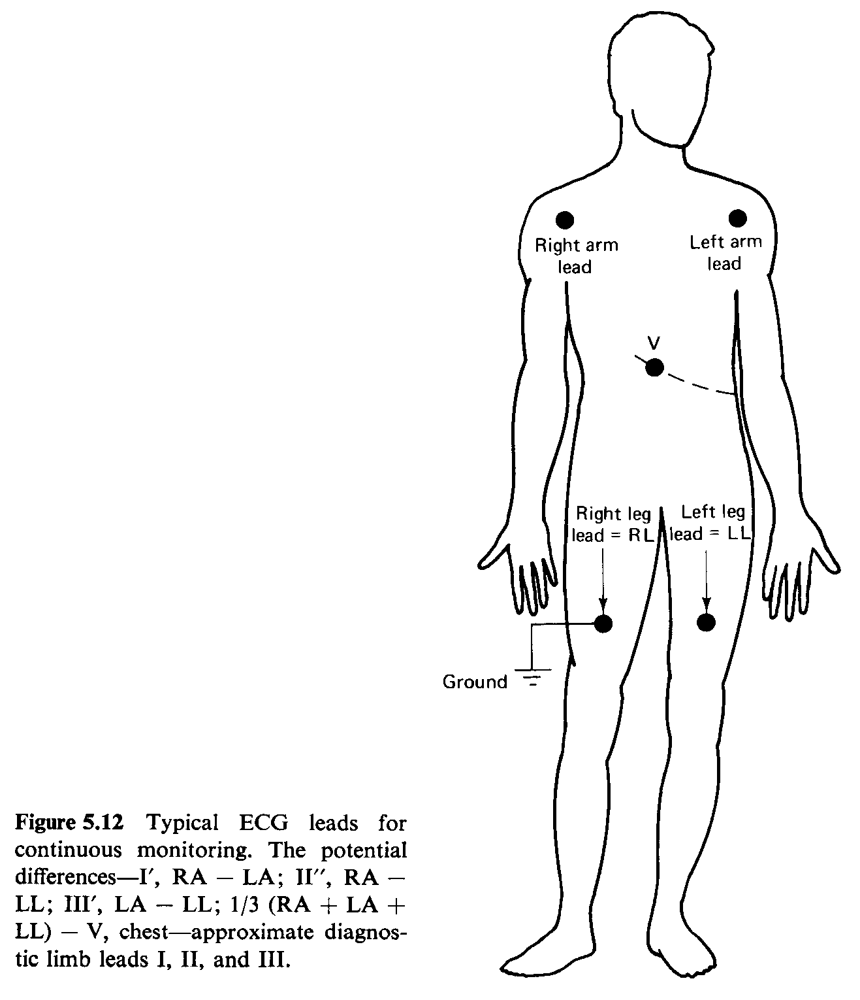 Right arm
lead
Left arm
lead
V
Right leg
lead = RL
Left leg
lead = LL
Ground
Figure 5.12 Typical ECG leads for
continuous monitoring. The potential
differences—I′, RA − LA; II′′, RA −
LL; III′, LA − LL; 1/3 (RA + LA +
LL) − V, chest—approximate diagnos-
tic limb leads I, II, and III.